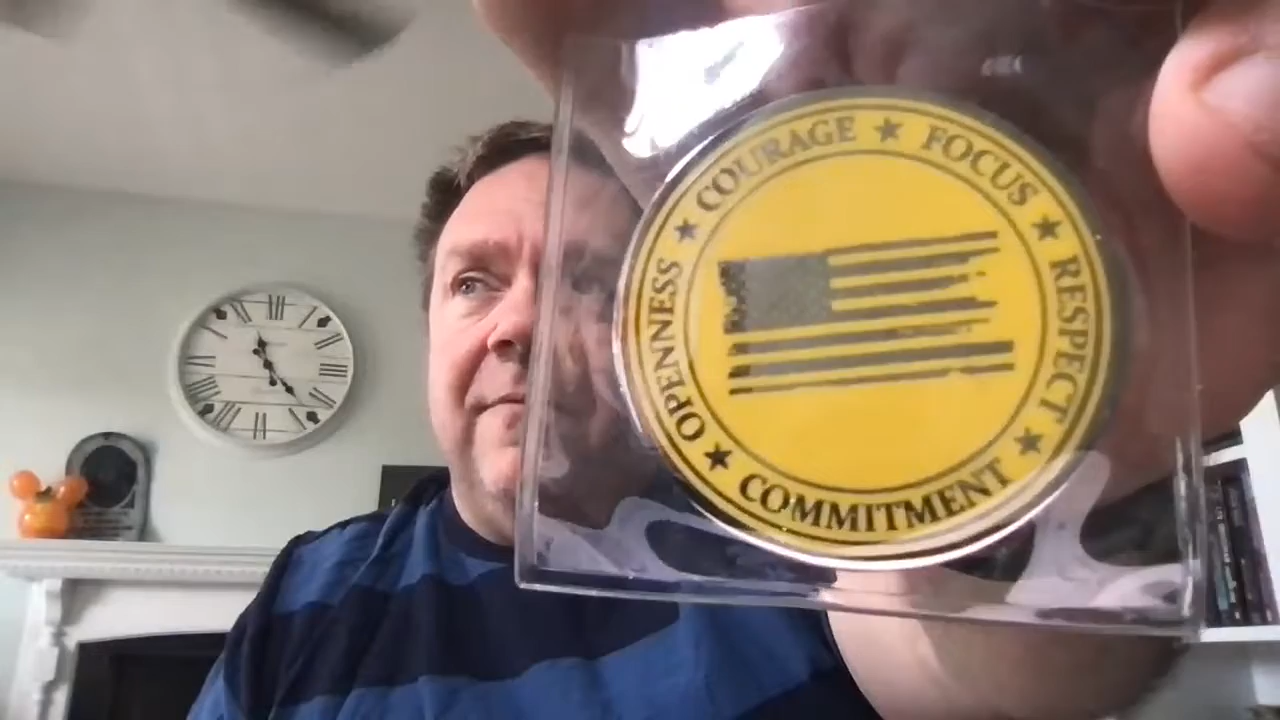 COURAGE ★ FOCUS ★ RESPECT ★ COMMITMENT ★ OPENNESS ★